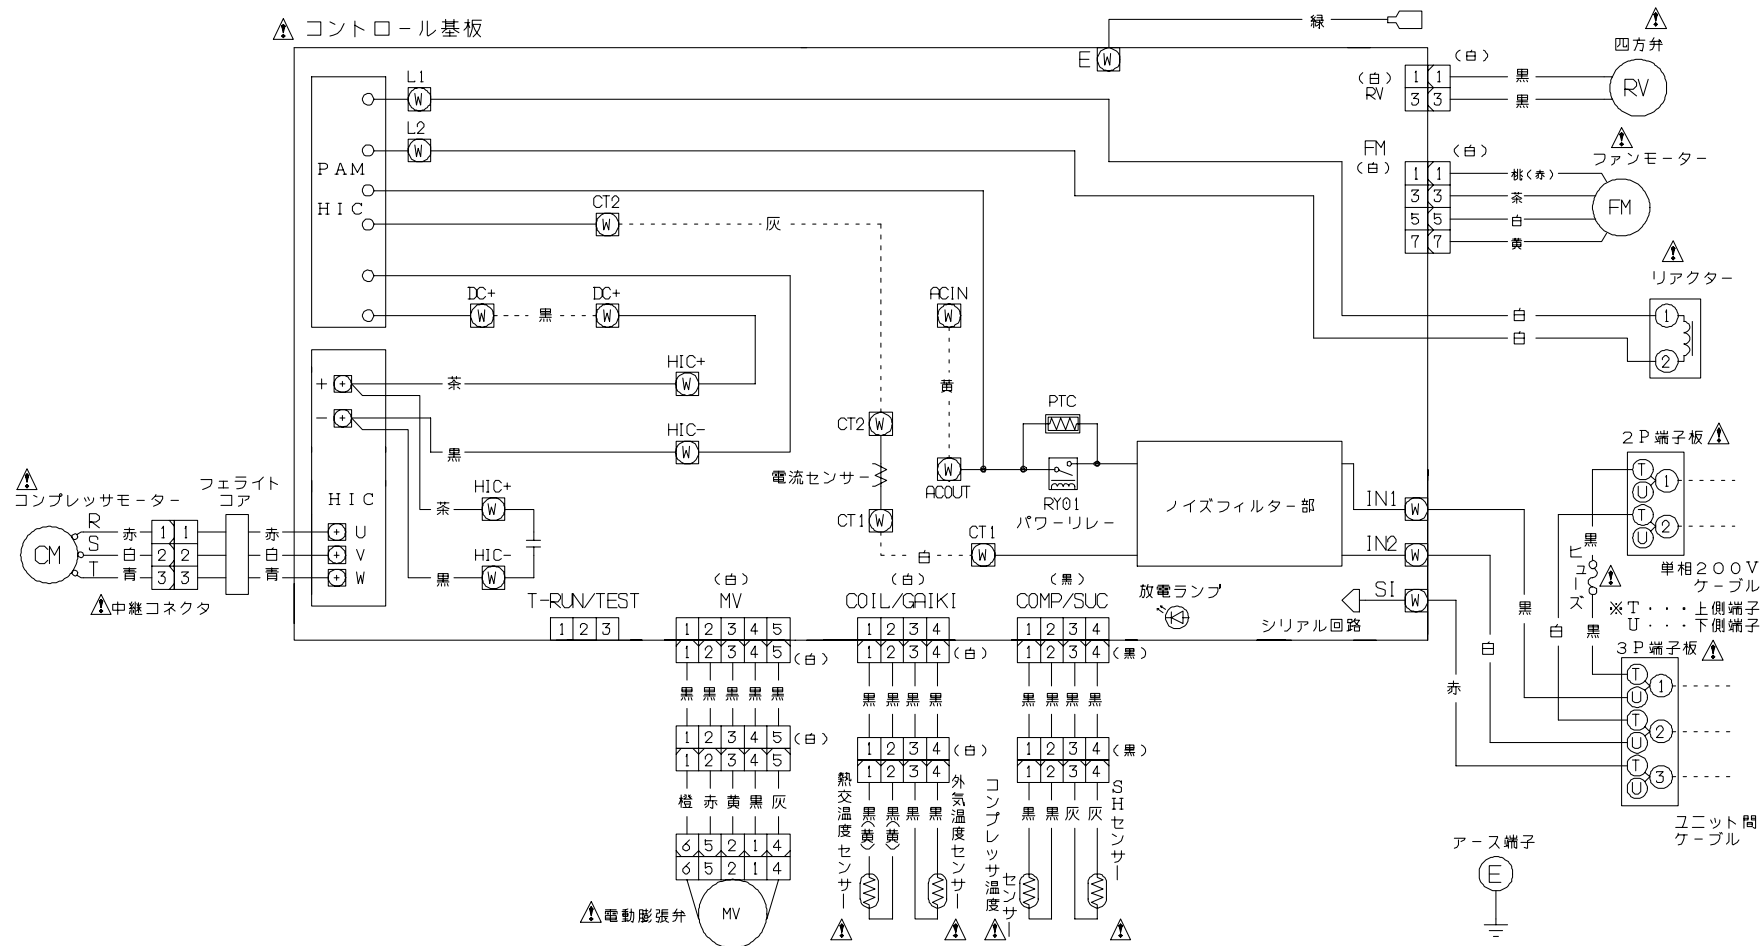 コントロール基板
緑
E W
四方弁
(白)
(白)
RV
1 1 黒
3 3 黒
RV
L1
W
L2
W
PAM
HIC
CT2
W 灰
FM
(白)
(白)
ファンモーター
1 1 桃(赤)
3 3 茶
5 5 白
7 7 黄
FM
リアクター
白 1
白 2
DC+ DC+
W 黒 W
ACIN
W
黄
HIC+
+ 茶 W
HIC-
- 黒 W
PTC
CT2 W
電流センサー
CT1 W
W
ACOUT
RY01
パワーリレー
ノイズフィルター部
CT1
白 W
IN1 W
IN2 W
SI W
シリアル回路
放電ランプ
2P端子板
T
U
1
T
U
2
単相200V
ケーブル
※T・・・上側端子
U・・・下側端子
黒
ヒューズ
黒
白
黒
白
赤
3P端子板
T
U
1
T
U
2
T
U
3
ユニット間
ケーブル
アース端子
E
コンプレッサモーター
フェライト
コア
HIC
CM
R 赤 1 1 赤 U
S 白 2 2 白 V
T 青 3 3 青 W
中継コネクタ
HIC+
茶 W
HIC-
黒 W
T-RUN/TEST
1 2 3
(白)
MV
1 2 3 4 5
1 2 3 4 5 (白)
黒 黒 黒 黒 黒
1 2 3 4 5 (白)
1 2 3 4 5
橙 赤 黄 黒 灰
6 5 2 1 4
6 5 2 1 4
MV
電動膨張弁
(白)
COIL/GAIKI
1 2 3 4
1 2 3 4 (白)
黒 黒 黒 黒
1 2 3 4 (白)
1 2 3 4
黒(黄) 黒(黄) 黒 黒
熱交温度センサー
外気温度センサー
(黒)
COMP/SUC
1 2 3 4
1 2 3 4 (黒)
黒 黒 黒 黒
1 2 3 4 (黒)
1 2 3 4
黒 黒 灰 灰
コンプレッサ温度センサー
SHセンサー